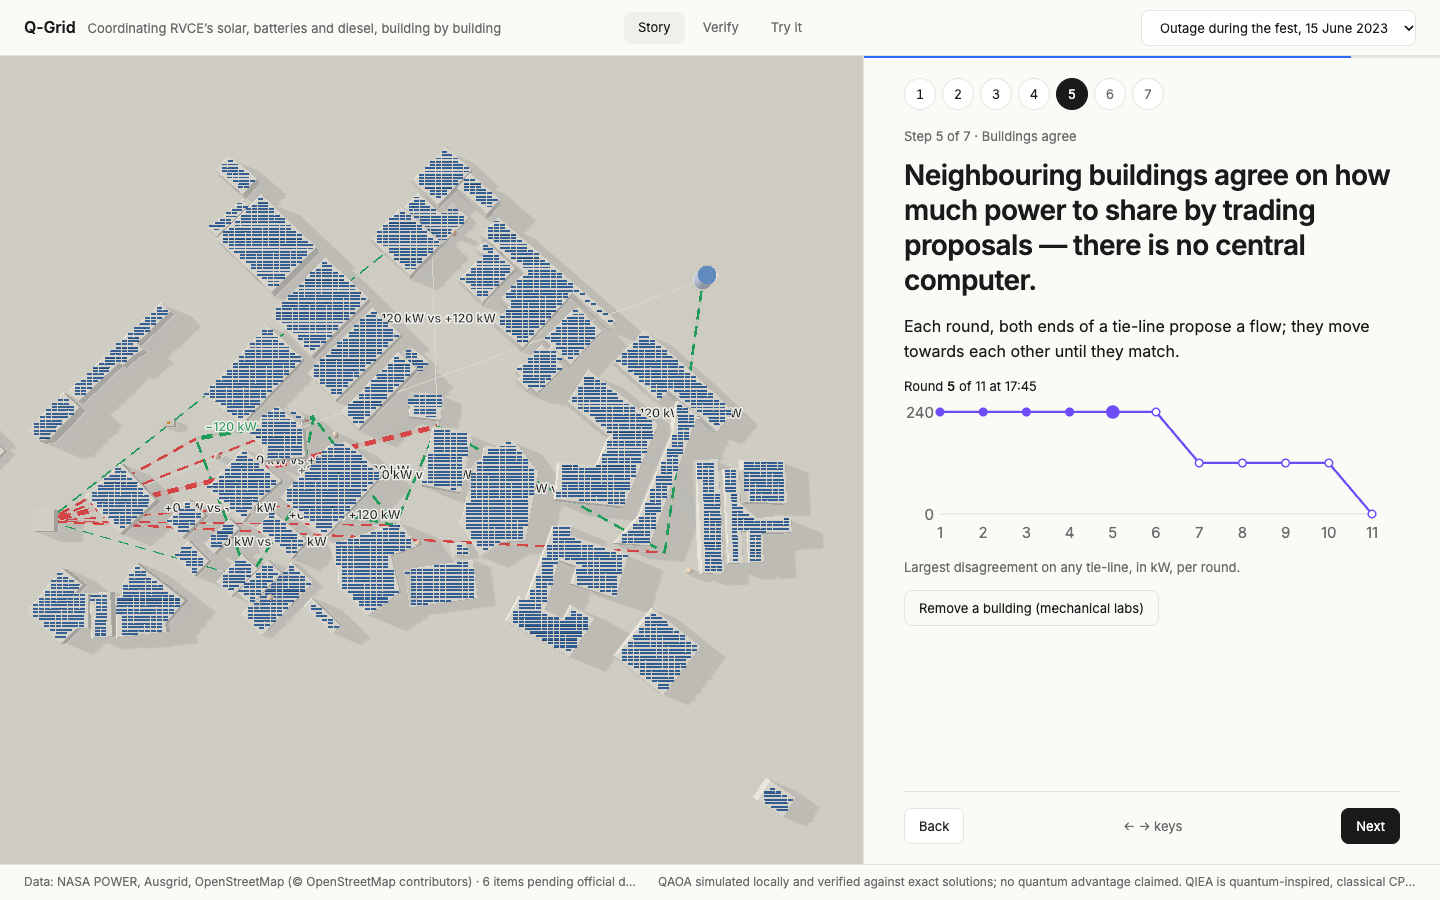 Q-Grid Coordinating RVCE's solar, batteries and diesel, building by building
Story Verify Try it
Outage during the fest, 15 June 2023
1 2 3 4 5 6 7
Step 5 of 7 · Buildings agree
Neighbouring buildings agree on how
much power to share by trading
proposals — there is no central
computer.
Each round, both ends of a tie-line propose a flow; they move
towards each other until they match.
Round 5 of 11 at 17:45
240
0
1 2 3 4 5 6 7 8 9 10 11
Largest disagreement on any tie-line, in kW, per round.
Remove a building (mechanical labs)
Back
← → keys
Next
120 kW vs +120 kW
−120 kW
+120 kW
Data: NASA POWER, Ausgrid, OpenStreetMap (© OpenStreetMap contributors) · 6 items pending official d…
QAOA simulated locally and verified against exact solutions; no quantum advantage claimed. QIEA is quantum-inspired, classical CP…